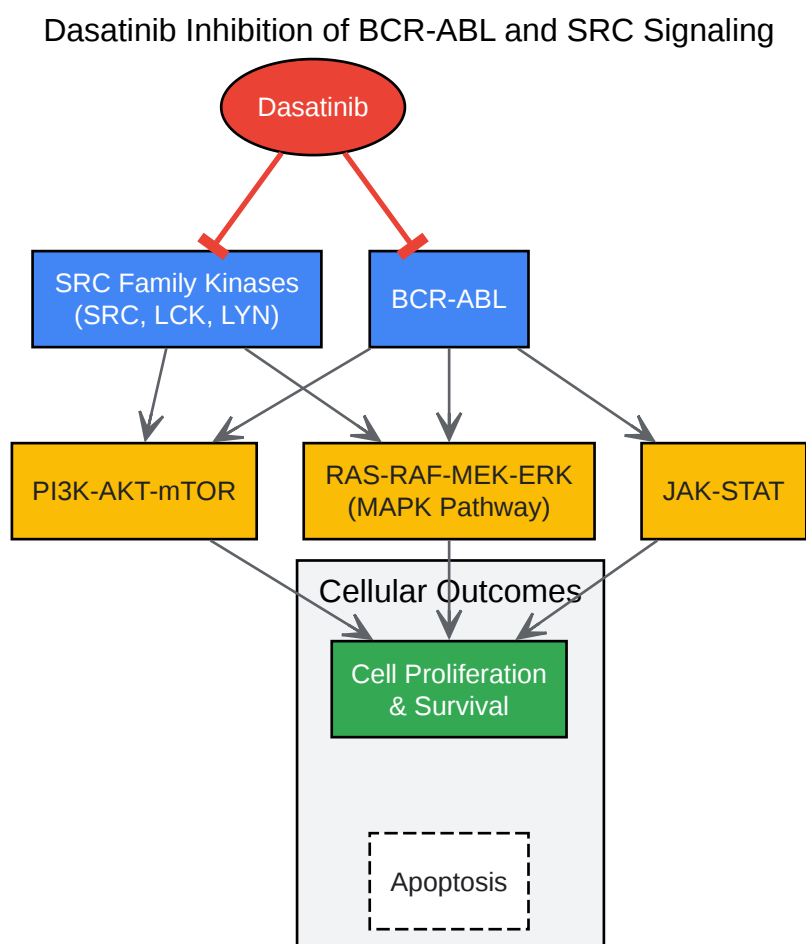 Dasatinib Inhibition of BCR-ABL and SRC Signaling
Dasatinib
SRC Family Kinases
(SRC, LCK, LYN)
BCR-ABL
PI3K-AKT-mTOR
RAS-RAF-MEK-ERK
(MAPK Pathway)
JAK-STAT
Cellular Outcomes
Cell Proliferation
& Survival
Apoptosis